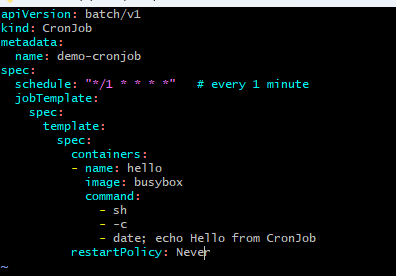 apiVersion: batch/v1
kind: CronJob
metadata:
  name: demo-cronjob
spec:
  schedule: "*/1 * * * *"   # every 1 minute
  jobTemplate:
    spec:
      template:
        spec:
          containers:
          - name: hello
            image: busybox
            command:
              - sh
              - -c
              - date; echo Hello from CronJob
          restartPolicy: Never
~